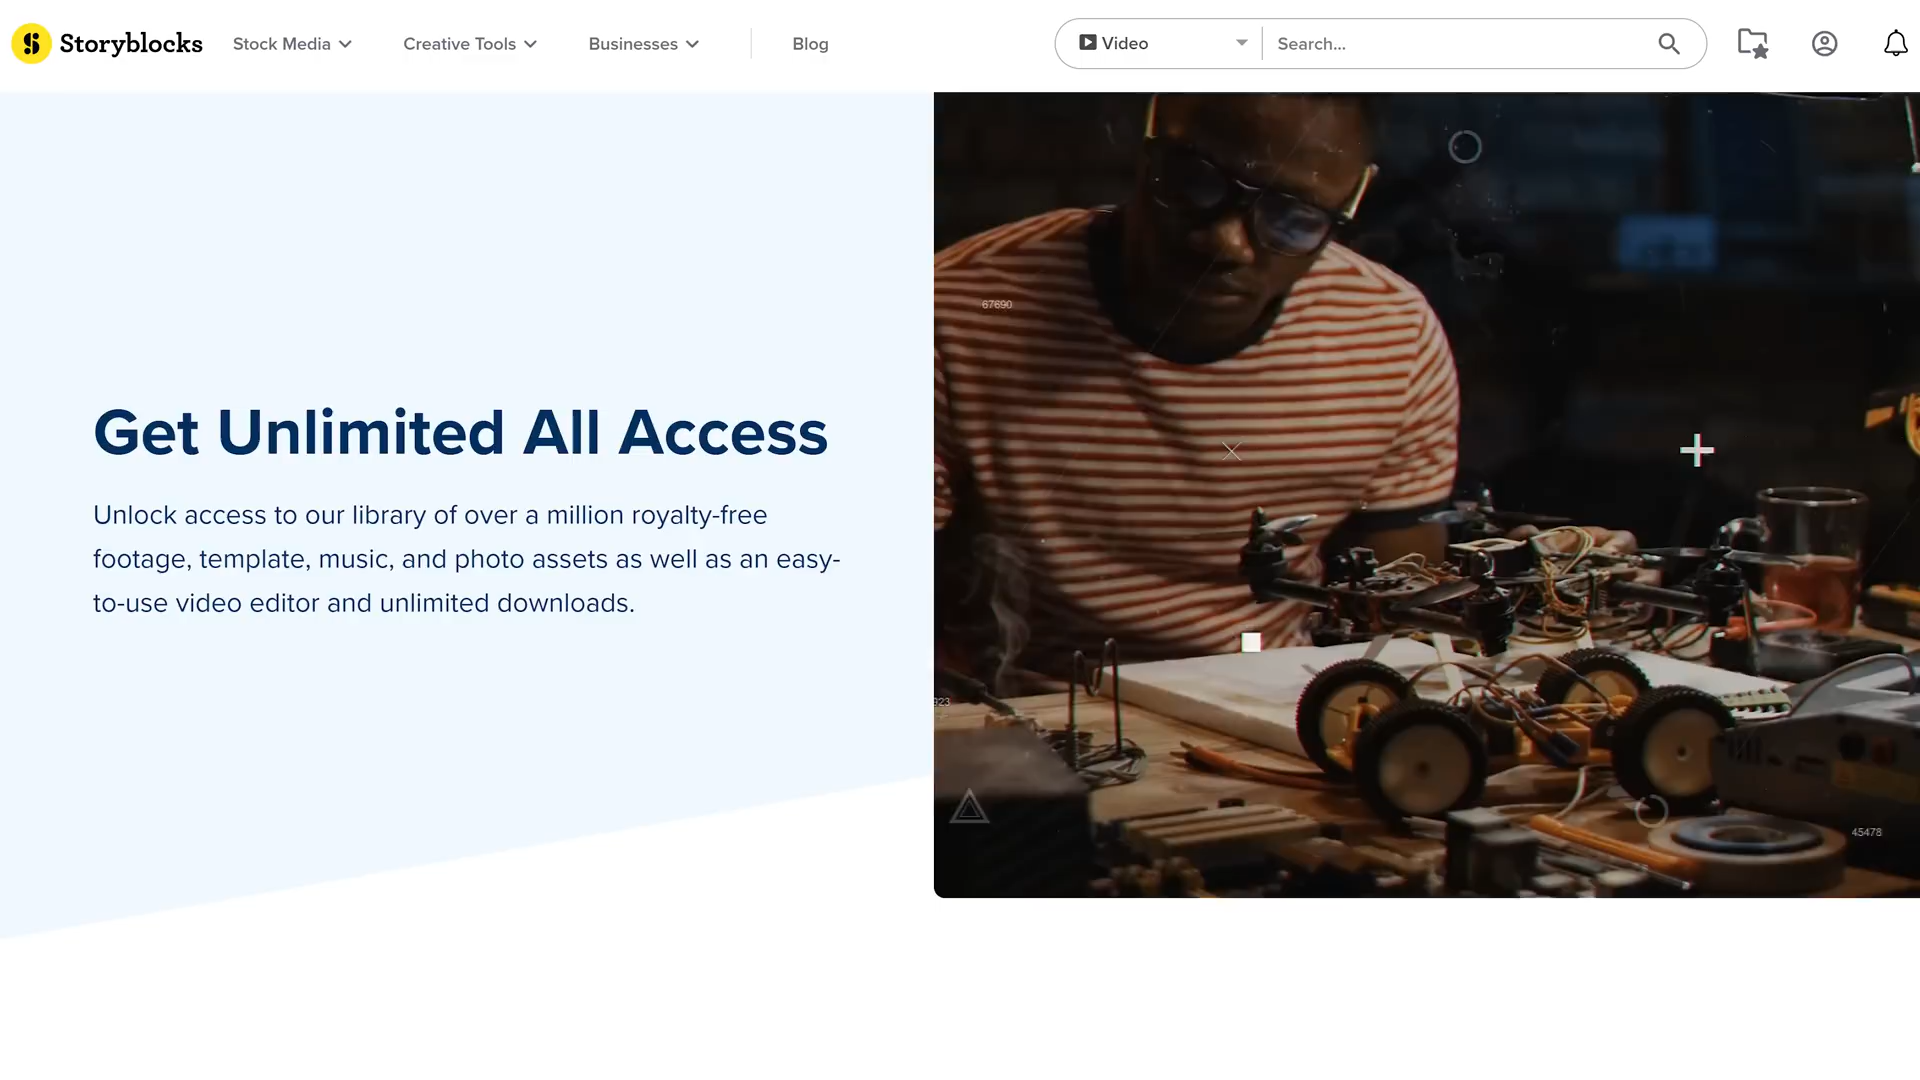 Storyblocks
Stock Media
Creative Tools
Businesses
Blog
Video
Search...
67690
Get Unlimited All Access
Unlock access to our library of over a million royalty-free
footage, template, music, and photo assets as well as an easy-
to-use video editor and unlimited downloads.
323
45478